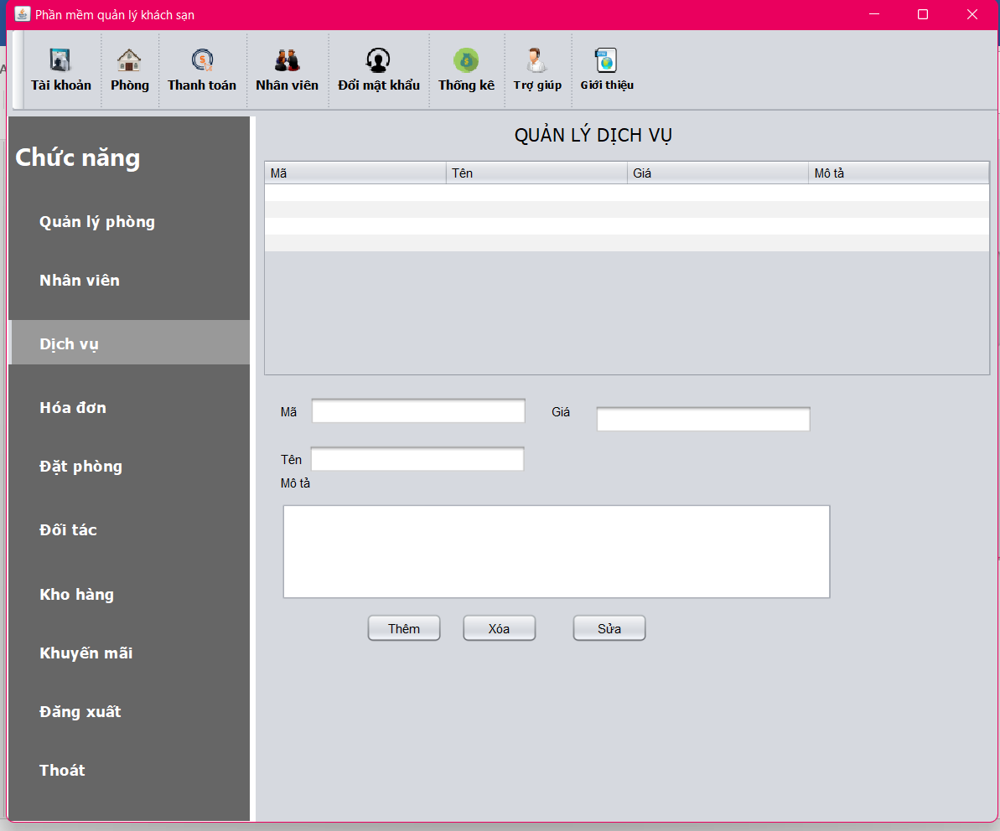 Phần mềm quản lý khách sạn
Tài khoản Phòng Thanh toán Nhân viên Đổi mật khẩu Thống kê Trợ giúp Giới thiệu
Chức năng
Quản lý phòng
Nhân viên
Dịch vụ
Hóa đơn
Đặt phòng
Đối tác
Kho hàng
Khuyến mãi
Đăng xuất
Thoát
QUẢN LÝ DỊCH VỤ
Mã Tên Giá Mô tả
Mã Giá
Tên
Mô tả
Thêm Xóa Sửa